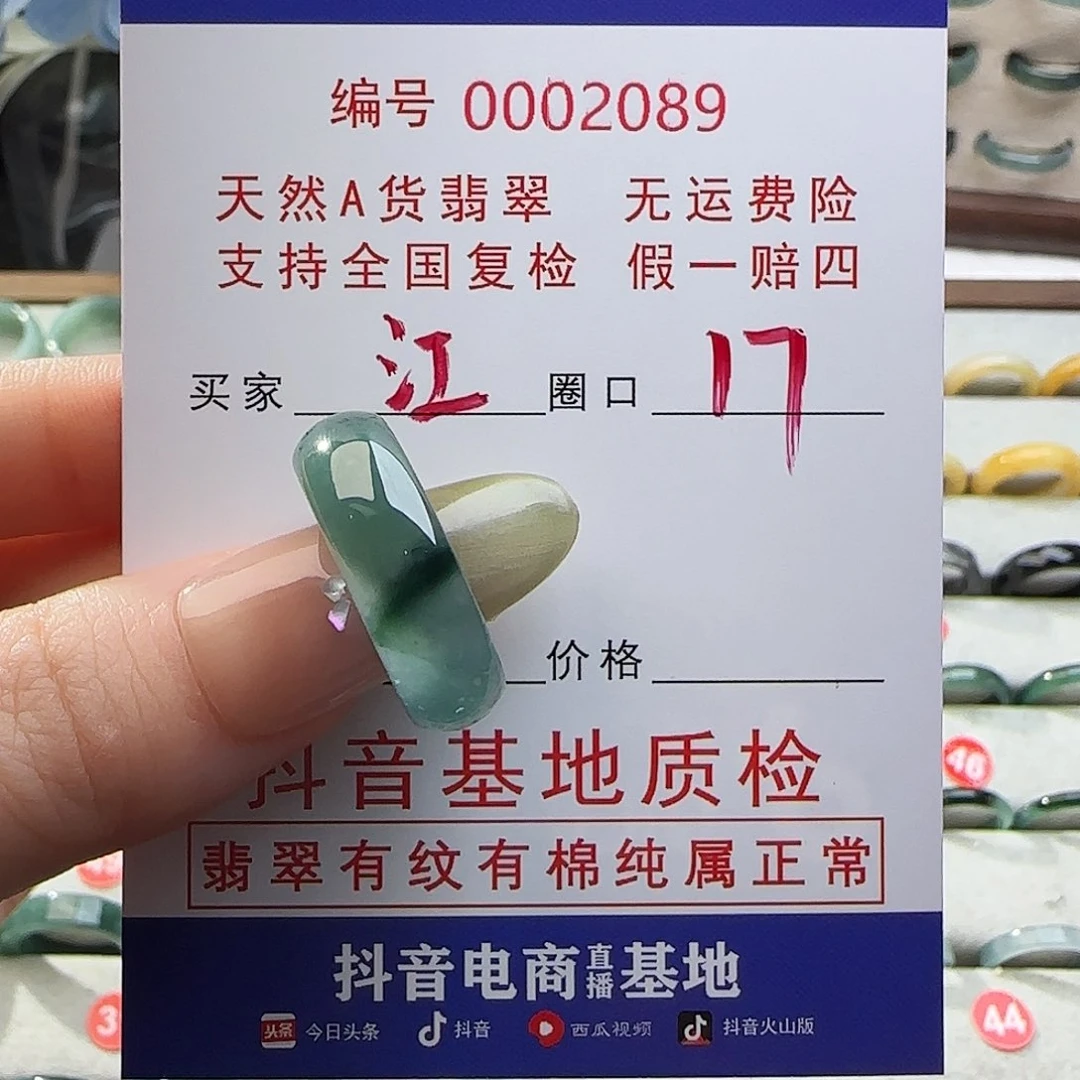 编号 0002089
天然A货翡翠 无运费险
支持全国复检 假一赔四
买家 江 圈口 17
价格
抖音基地质检
翡翠有纹有棉纯属正常
抖音电商直播基地
头条 今日头条 抖音 西瓜视频 抖音火山版
46
44
3